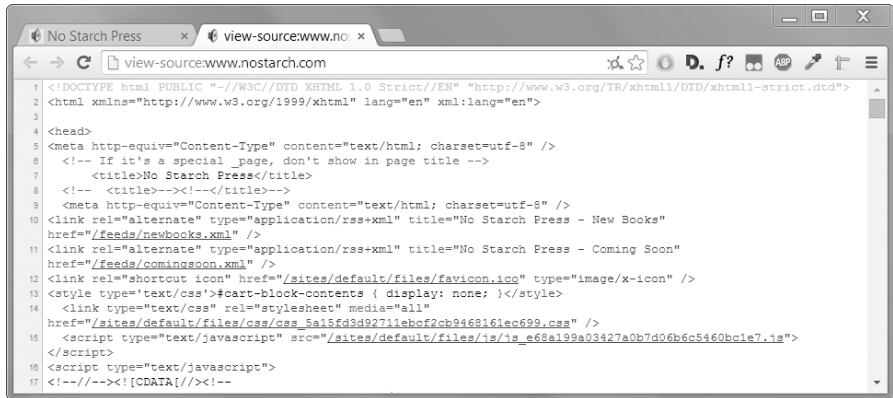 No Starch Press
view-source:www.no
view-source:www.nostarch.com
D. f? ABP
1 <!DOCTYPE html PUBLIC "-//W3C//DTD XHTML 1.0 Strict//EN" "http://www.w3.org/TR/xhtml1/DTD/xhtml1-strict.dtd">
2 <html xmlns="http://www.w3.org/1999/xhtml" lang="en" xml:lang="en">
3
4 <head>
5 <meta http-equiv="Content-Type" content="text/html; charset=utf-8" />
6 <!-- If it's a special _page, don't show in page title -->
7 <title>No Starch Press</title>
8 <!-- <title>--><!--</title>-->
9 <meta http-equiv="Content-Type" content="text/html; charset=utf-8" />
10 <link rel="alternate" type="application/rss+xml" title="No Starch Press - New Books"
href="/feeds/newbooks.xml" />
11 <link rel="alternate" type="application/rss+xml" title="No Starch Press - Coming Soon"
href="/feeds/comingsoon.xml" />
12 <link rel="shortcut icon" href="/sites/default/files/favicon.ico" type="image/x-icon" />
13 <style type='text/css'>#cart-block-contents { display: none; }</style>
14 <link type="text/css" rel="stylesheet" media="all"
href="/sites/default/files/css/css_5a15fd3d92711ebcf2cb9468161ec699.css" />
15 <script type="text/javascript" src="/sites/default/files/js/js_e68a199a03427a0b7d06b6c5460bc1e7.js">
</script>
16 <script type="text/javascript">
17 <!--//--><![CDATA[//><!--